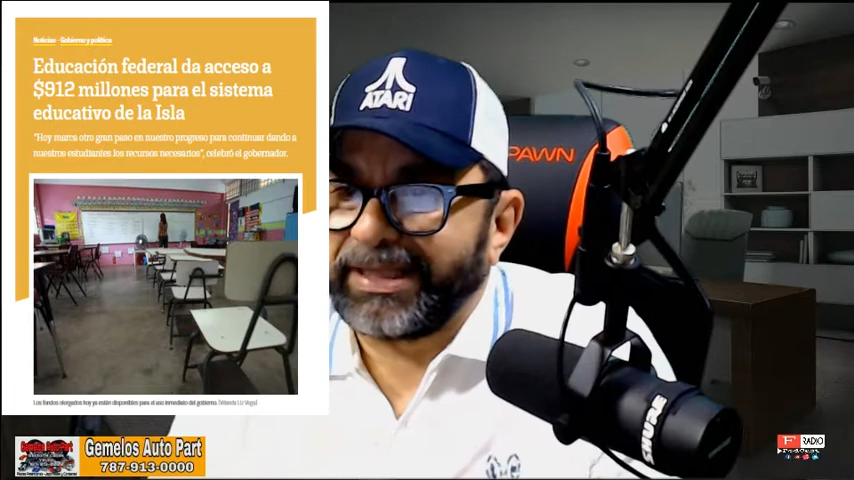 Noticias - Gobierno y política
Educación federal da acceso a
$912 millones para el sistema
educativo de la Isla
"Hoy marca otro gran paso en nuestro progreso para continuar dando a
nuestros estudiantes los recursos necesarios", celebró el gobernador.
Los fondos otorgados hoy ya están disponibles para el uso inmediato del gobierno.
ATARI
PAWN
SHURE
Gemelos Auto Part
787-913-0000
RADIO